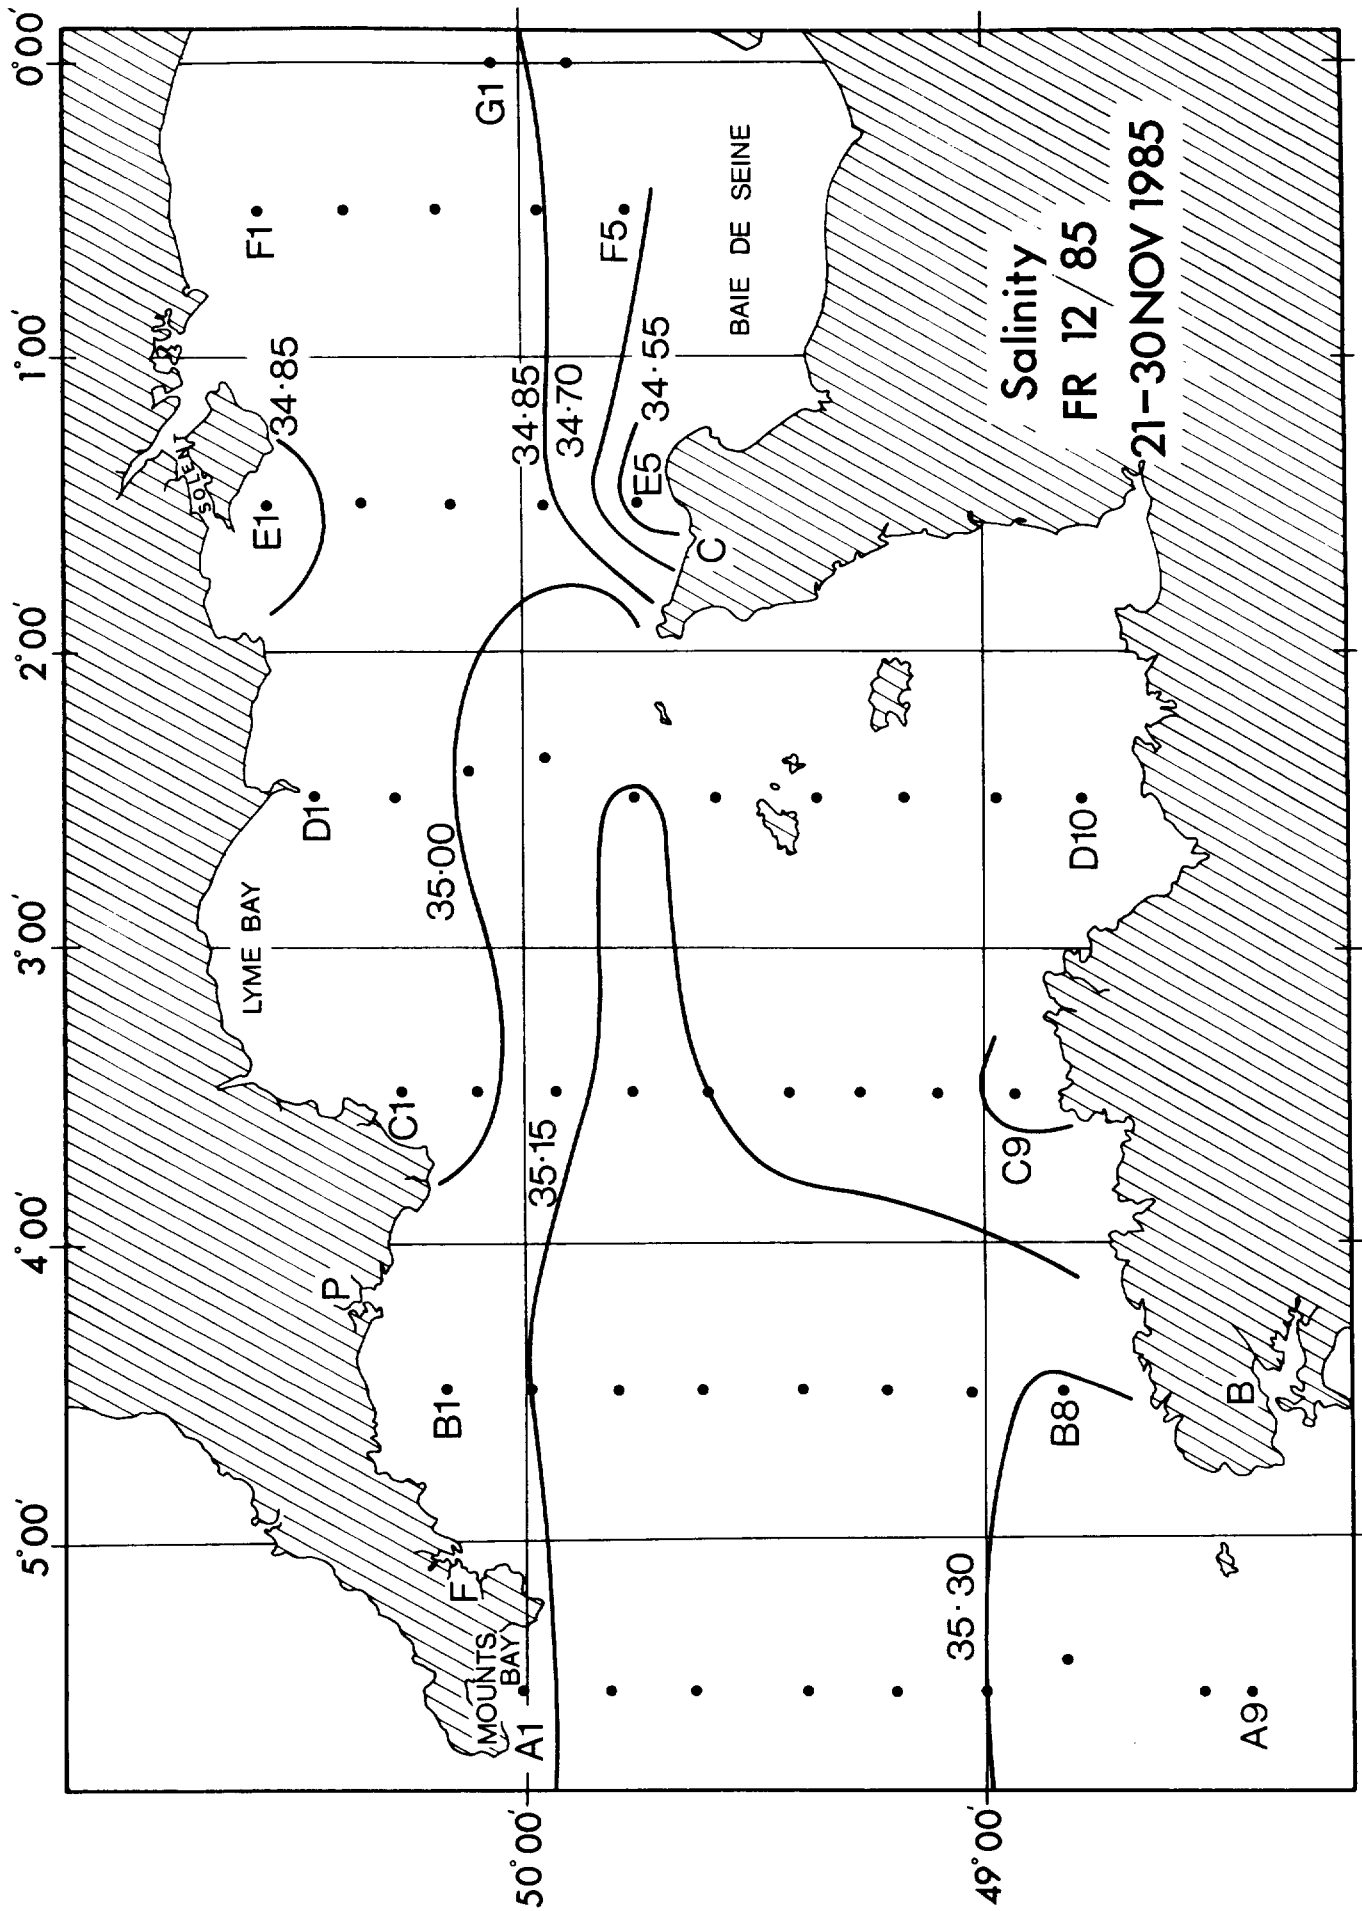 5°00′
4°00′
3°00′
2°00′
1°00′
0°00′
50°00′
49°00′
MOUNTS
BAY
F
P
LYME BAY
SOLENT
BAIE DE SEINE
A1
A9
B1
B8
B
C1
C9
C
D1
D10
E1
E5
F1
F5
G1
35·30
35·15
35·00
34·85
34·85
34·70
34·55
Salinity
FR 12/85
21-30NOV 1985